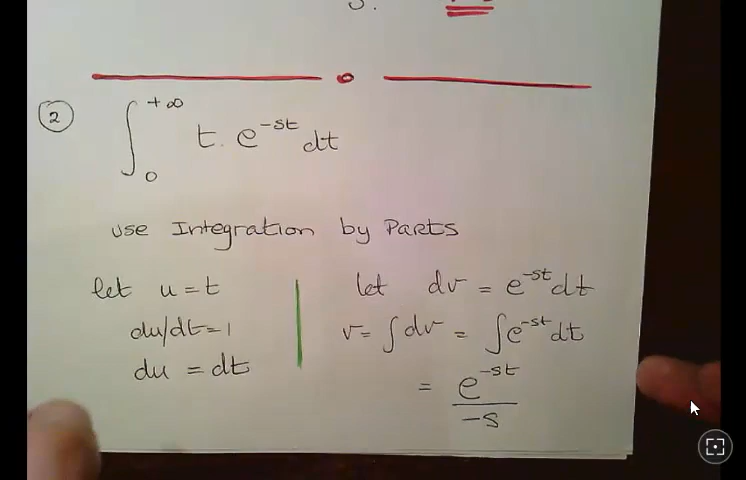 2
∫₀^{+∞} t. e^{-st} dt
use Integration by Parts
let u = t
du/dt = 1
du = dt
let dv = e^{-st} dt
v = ∫ dv = ∫ e^{-st} dt
= e^{-st} / -s